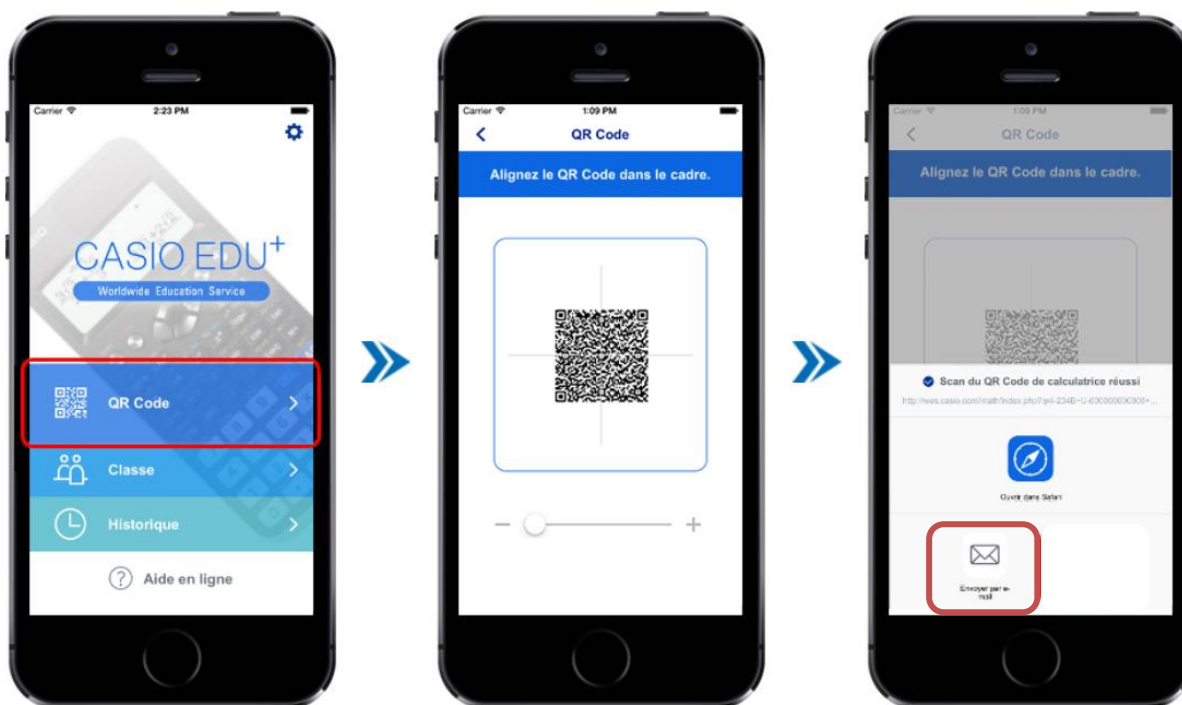 Carrier
2:23 PM
CASIO EDU+
Worldwide Education Service
QR Code
Classe
Historique
? Aide en ligne
Carrier
1:09 PM
QR Code
Alignez le QR Code dans le cadre.
Carrier
1:09 PM
QR Code
Alignez le QR Code dans le cadre.
Scan du QR Code de calculatrice réussi
Ouvrir dans Safari
Envoyer par e-
mail